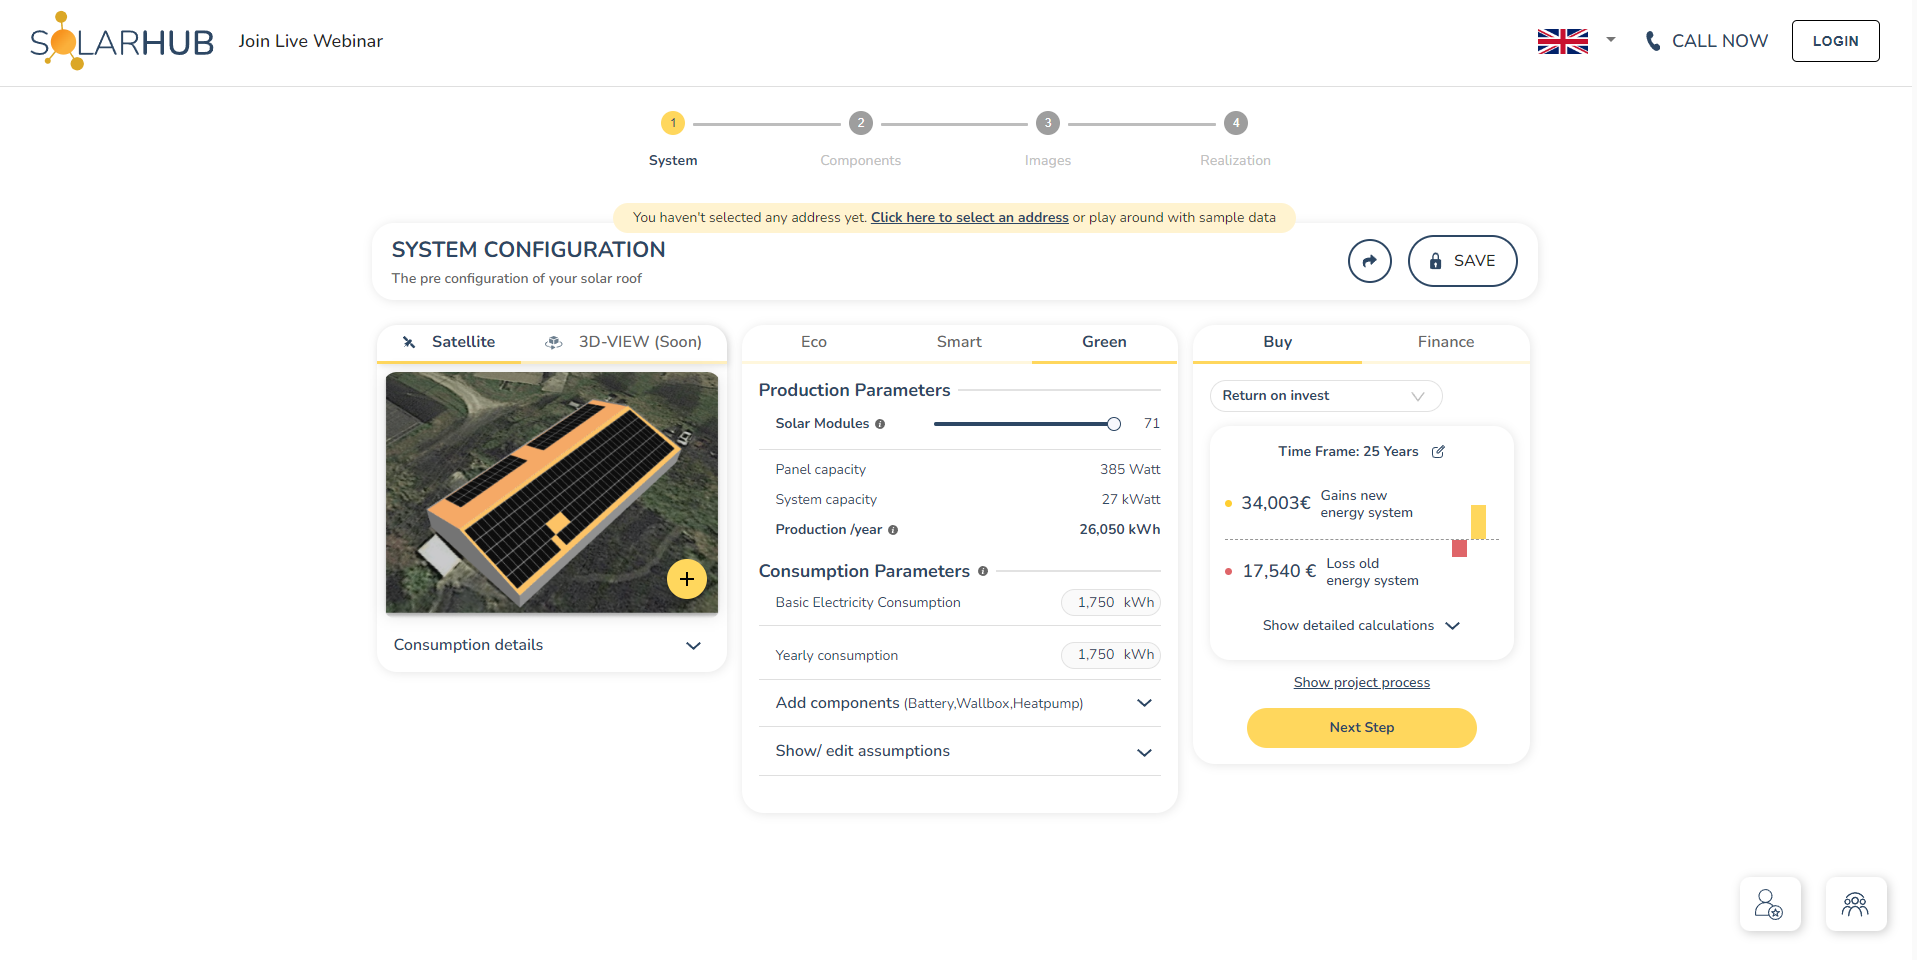 SOLARHUB
Join Live Webinar
CALL NOW
LOGIN
1
2
3
4
System
Components
Images
Realization
You haven't selected any address yet. Click here to select an address or play around with sample data
SYSTEM CONFIGURATION
The pre configuration of your solar roof
SAVE
Satellite
3D-VIEW (Soon)
Consumption details
Eco
Smart
Green
Production Parameters
Solar Modules
71
Panel capacity
385 Watt
System capacity
27 kWatt
Production /year
26,050 kWh
Consumption Parameters
Basic Electricity Consumption
1,750 kWh
Yearly consumption
1,750 kWh
Add components (Battery,Wallbox,Heatpump)
Show/ edit assumptions
Buy
Finance
Return on invest
Time Frame: 25 Years
34,003€
Gains new
energy system
17,540 €
Loss old
energy system
Show detailed calculations
Show project process
Next Step